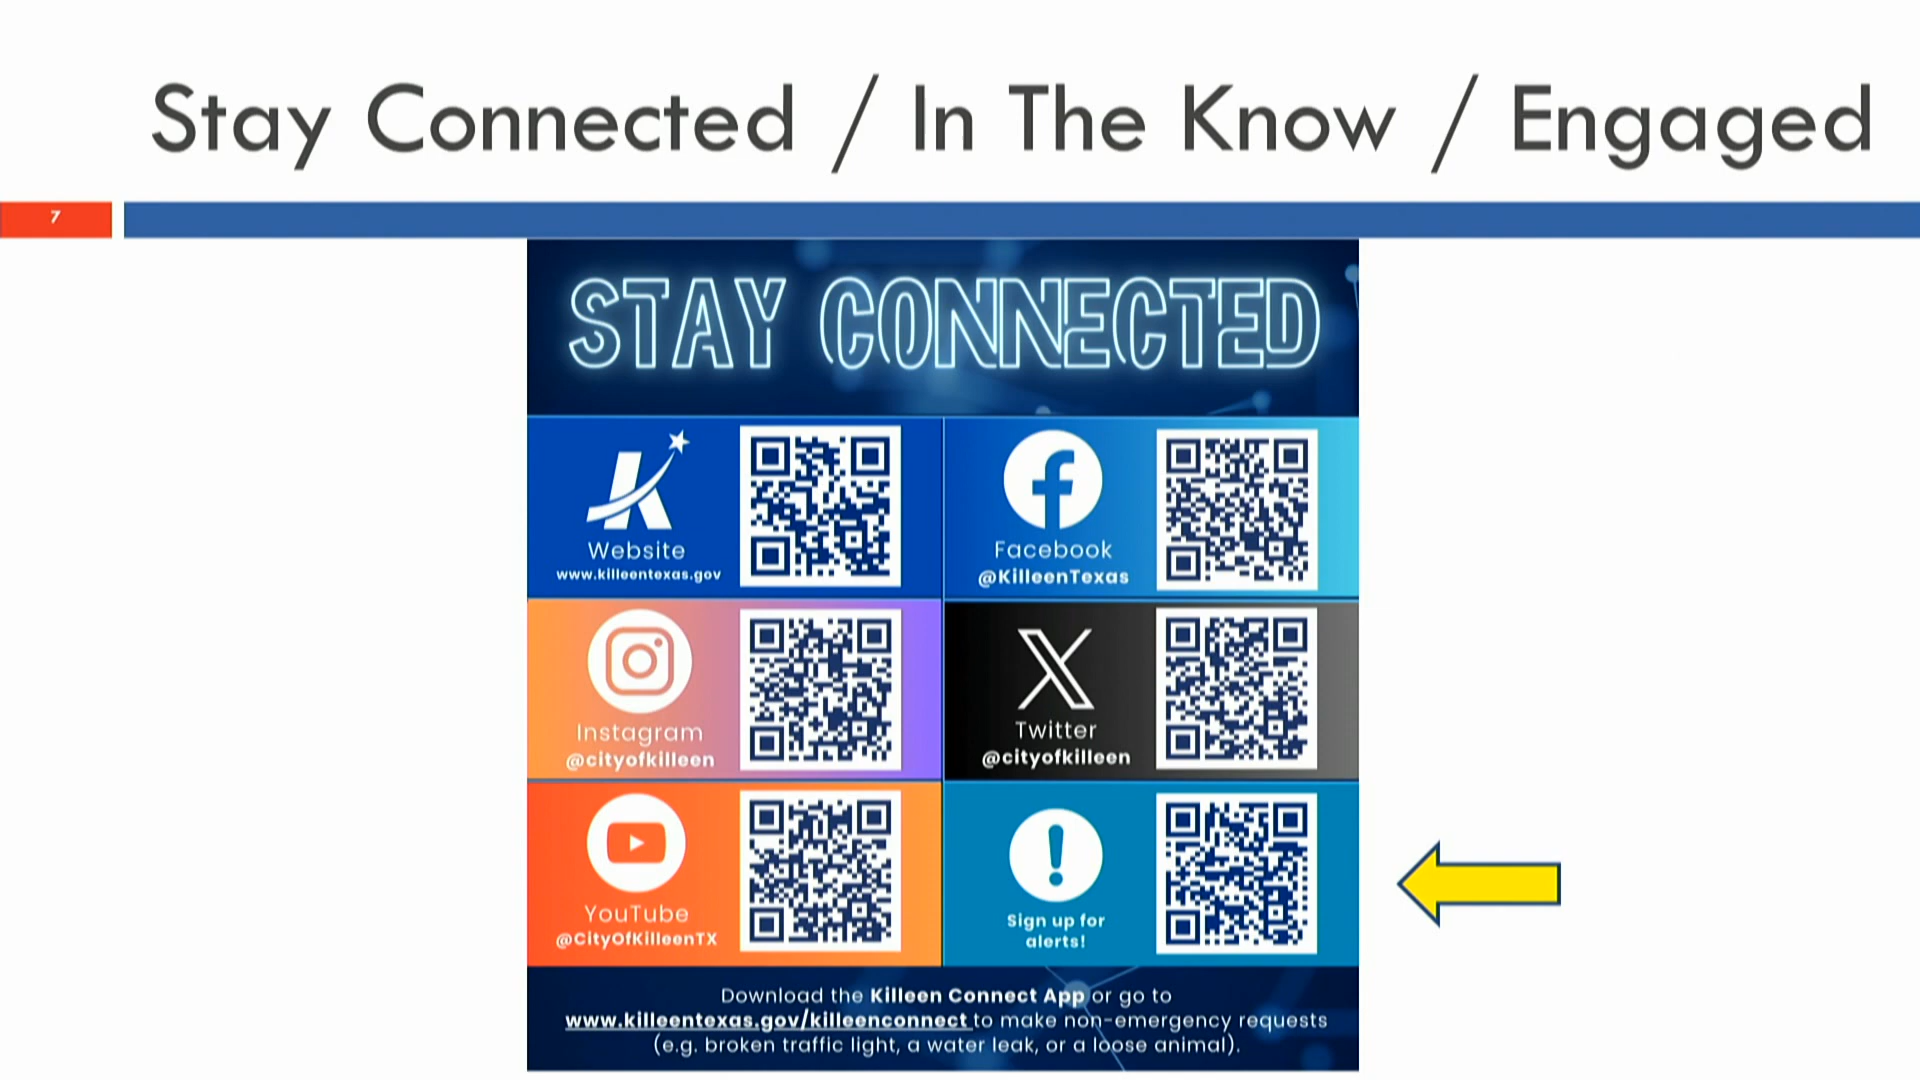 Stay Connected / In The Know / Engaged
7
STAY CONNECTED
Website
www.killeentexas.gov
Facebook
@KilleenTexas
Instagram
@cityofkilleen
Twitter
@cityofkilleen
YouTube
@CityOfKilleenTX
Sign up for
alerts!
Download the Killeen Connect App or go to
www.killeentexas.gov/killeenconnect to make non-emergency requests
(e.g. broken traffic light, a water leak, or a loose animal).